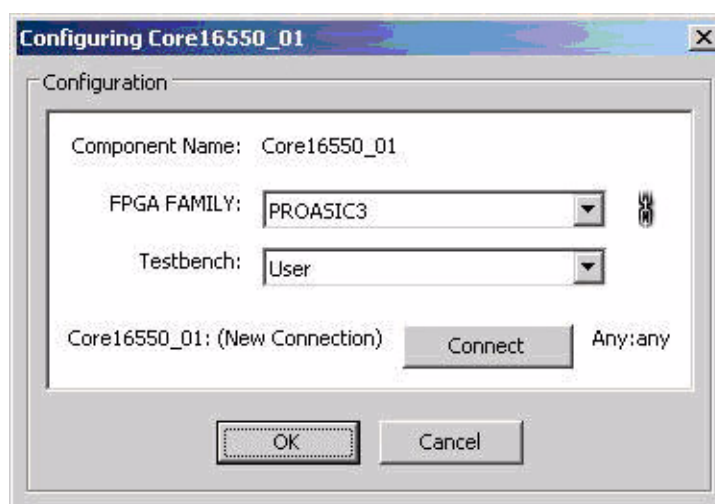 Configuring Core16550_01
Configuration
Component Name: Core16550_01
FPGA FAMILY: PROASIC3
Testbench: User
Core16550_01: (New Connection) Connect Any:any
OK Cancel